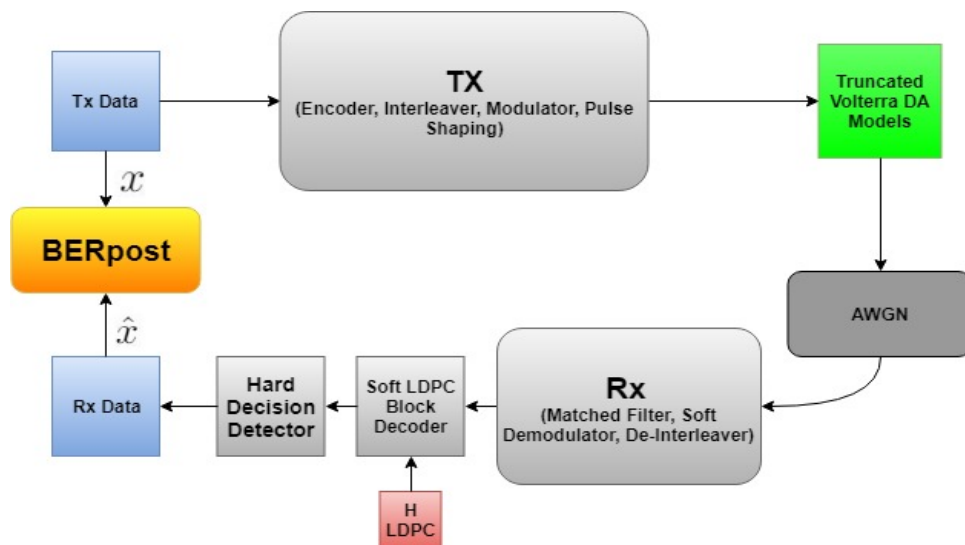 Tx Data
TX
(Encoder, Interleaver, Modulator, Pulse
Shaping)
Truncated
Volterra DA
Models
x
BERpost
x̂
AWGN
Rx Data
Hard
Decision
Detector
Soft LDPC
Block
Decoder
Rx
(Matched Filter, Soft
Demodulator, De-Interleaver)
H
LDPC